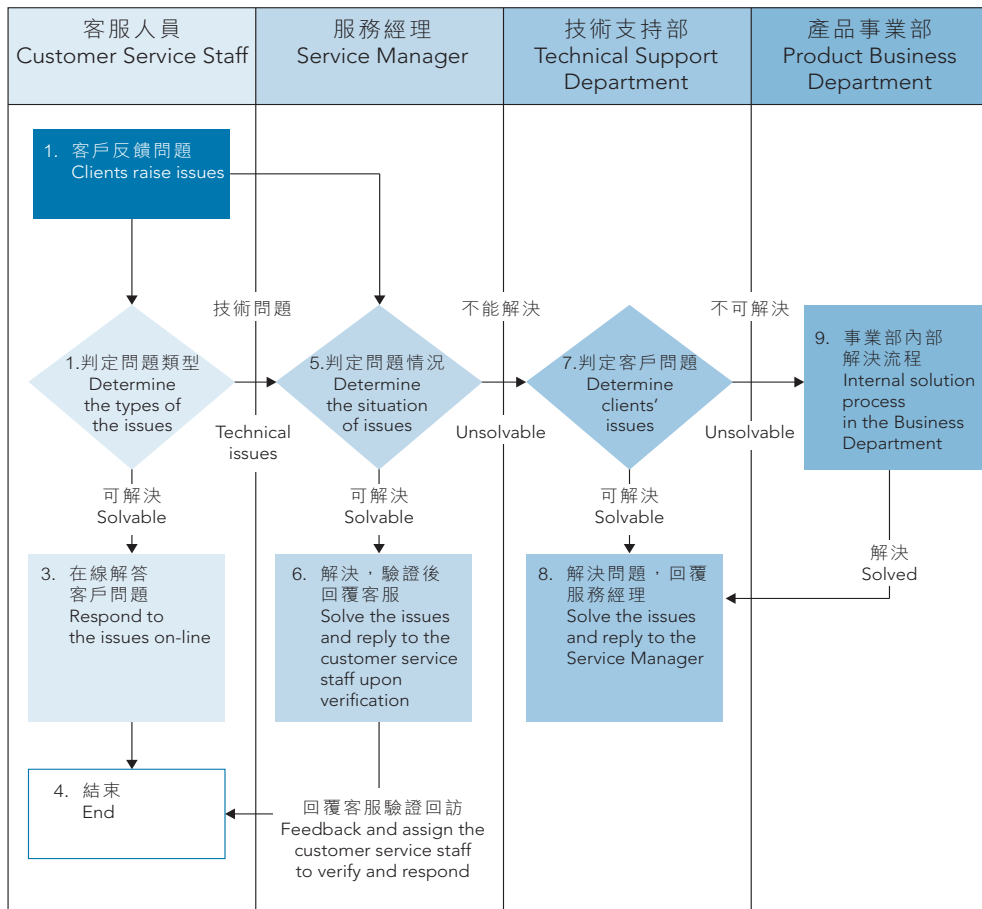 客服人員
Customer Service Staff
服務經理
Service Manager
技術支持部
Technical Support
Department
產品事業部
Product Business
Department
1. 客戶反饋問題
Clients raise issues
技術問題
不能解決
不可解決
1.判定問題類型
Determine
the types of
the issues
Technical
issues
5.判定問題情況
Determine
the situation
of issues
Unsolvable
7.判定客戶問題
Determine
clients’
issues
Unsolvable
9. 事業部內部
解決流程
Internal solution
process
in the Business
Department
可解決
Solvable
可解決
Solvable
可解決
Solvable
解決
Solved
3. 在線解答
客戶問題
Respond to
the issues on-line
6. 解決，驗證後
回覆客服
Solve the issues
and reply to the
customer service
staff upon
verification
8. 解決問題，回覆
服務經理
Solve the issues
and reply to the
Service Manager
4. 結束
End
回覆客服驗證回訪
Feedback and assign the
customer service staff
to verify and respond